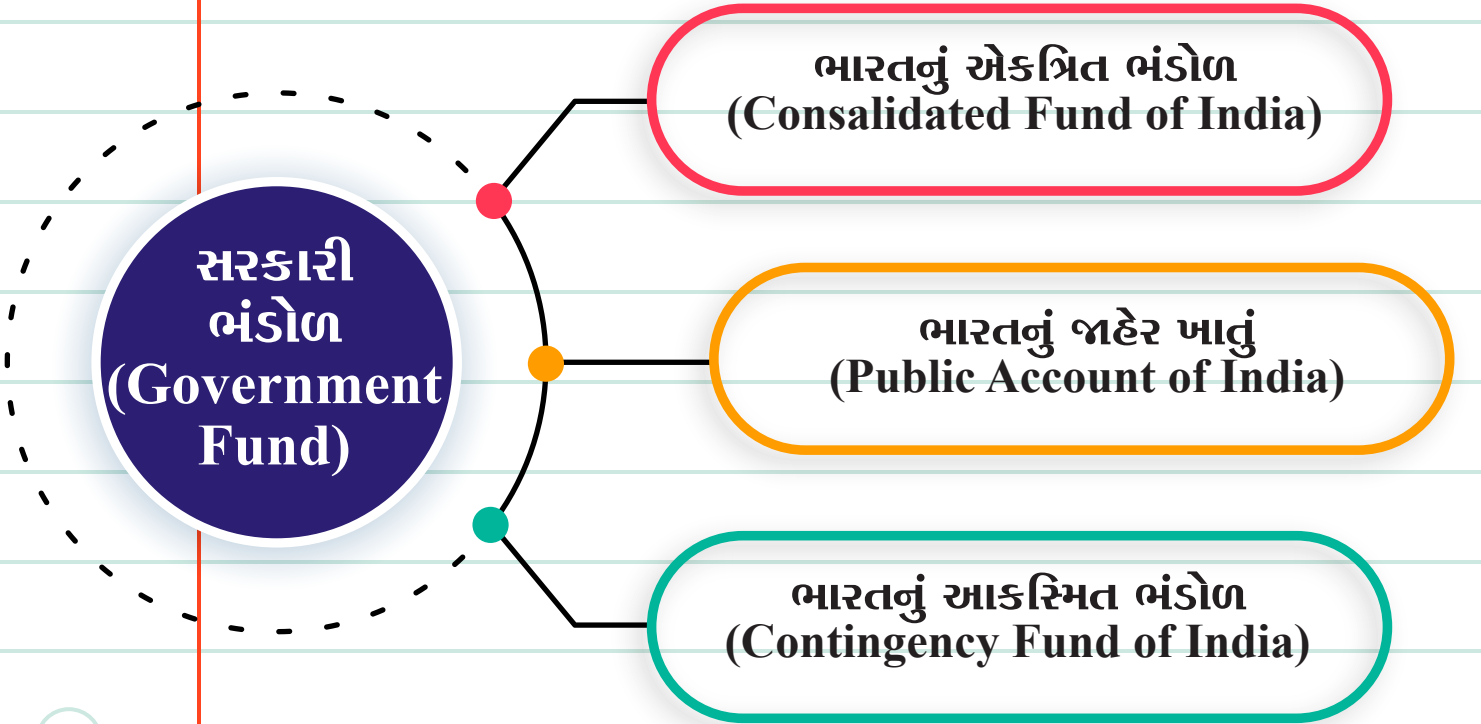 સરકારી
ભંડોળ
(Government
Fund)
ભારતનું એકત્રિત ભંડોળ
(Consalidated Fund of India)
ભારતનું જાહેર ખાતું
(Public Account of India)
ભારતનું આકસ્મિત ભંડોળ
(Contingency Fund of India)